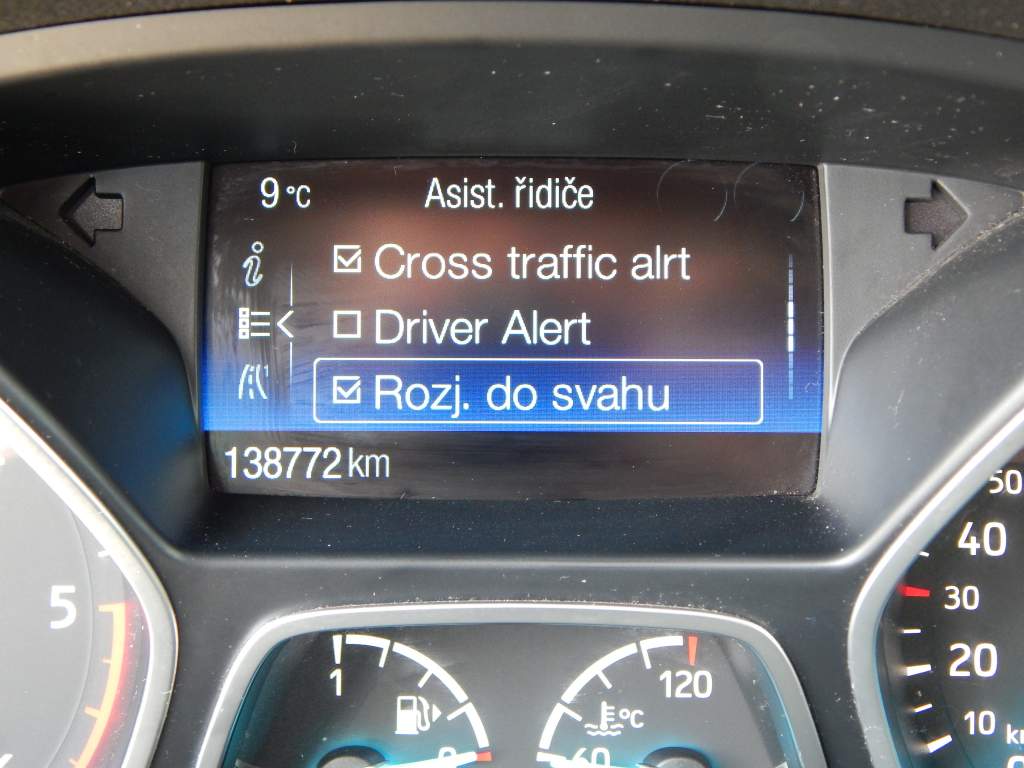 9 °C Asist. řidiče
Cross traffic alrt
Driver Alert
Rozj. do svahu
138772 km
50
40
30
20
10
5
1
120
°C
60